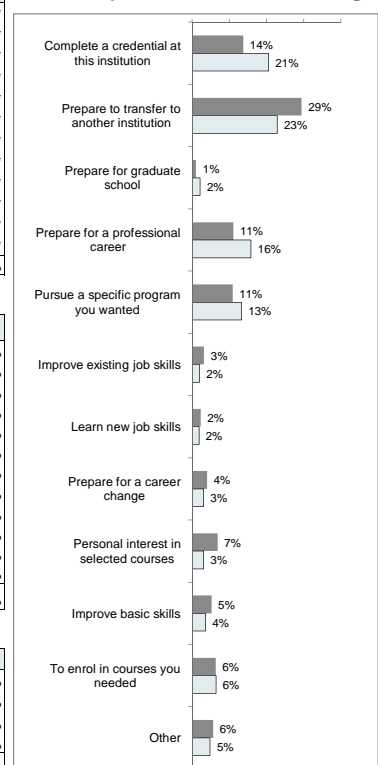 Complete a credential at
this institution
14%
21%
Prepare to transfer to
another institution
29%
23%
Prepare for graduate
school
1%
2%
Prepare for a professional
career
11%
16%
Pursue a specific program
you wanted
11%
13%
Improve existing job skills
3%
2%
Learn new job skills
2%
2%
Prepare for a career
change
4%
3%
Personal interest in
selected courses
7%
3%
Improve basic skills
5%
4%
To enrol in courses you
needed
6%
6%
Other
6%
5%